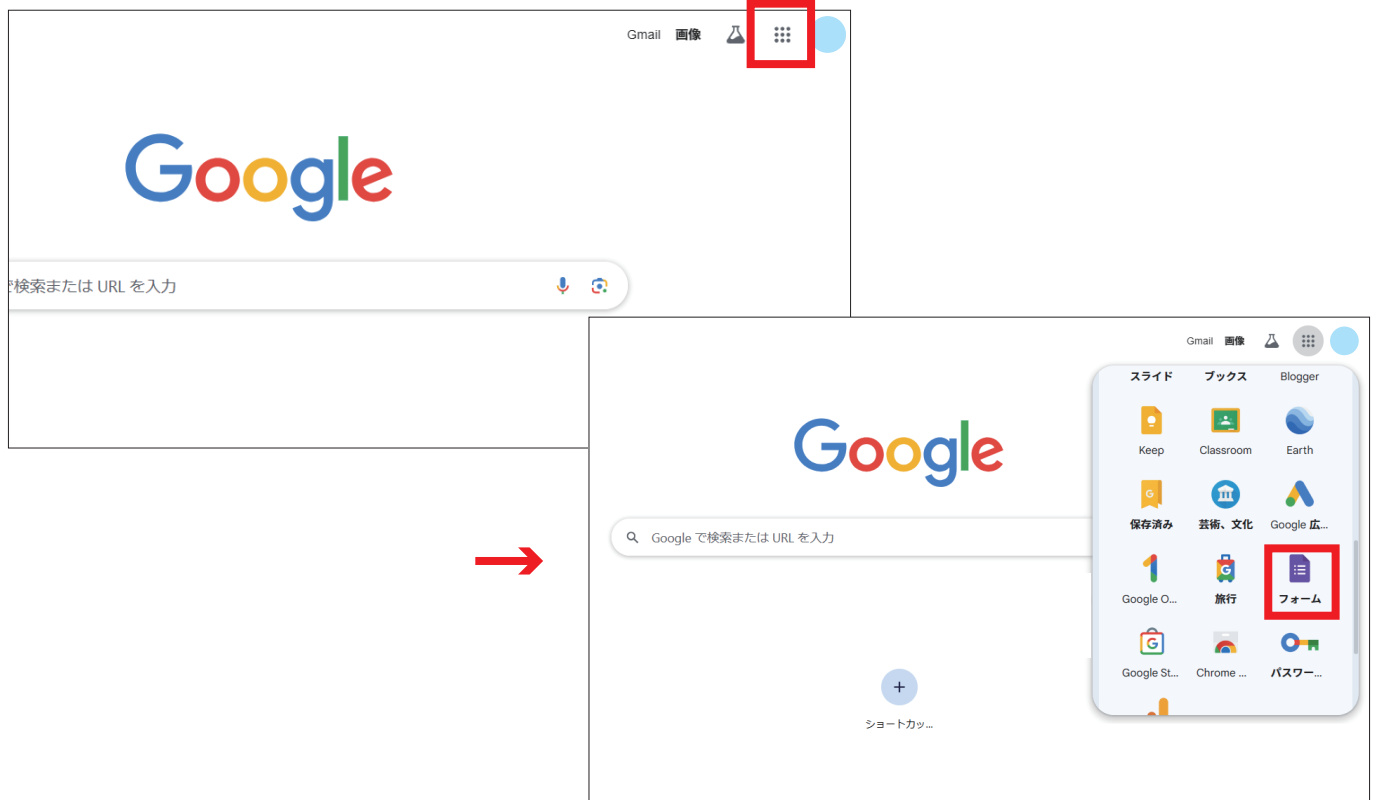 Gmail 画像
Google
で検索または URL を入力
Gmail 画像
スライド ブックス Blogger
Google
Keep Classroom Earth
G
保存済み 芸術、文化 Google 広...
Google で検索または URL を入力
G
Google O... 旅行 フォーム
G
Google St... Chrome ... パスワー...
ショートカッ...